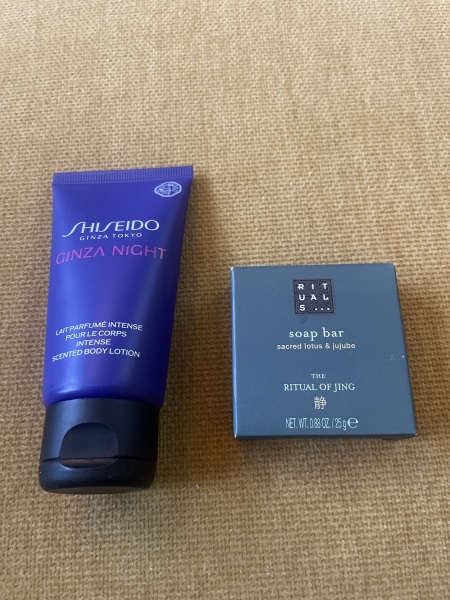 SHISEIDO
GINZA TOKYO
GINZA NIGHT
LAIT PARFUMÉ INTENSE
POUR LE CORPS
INTENSE
SCENTED BODY LOTION
RIT
UAL
S...
soap bar
sacred lotus & jujube
THE
RITUAL OF JING
静
NET. WT. 0.88 OZ. / 25 g ℮